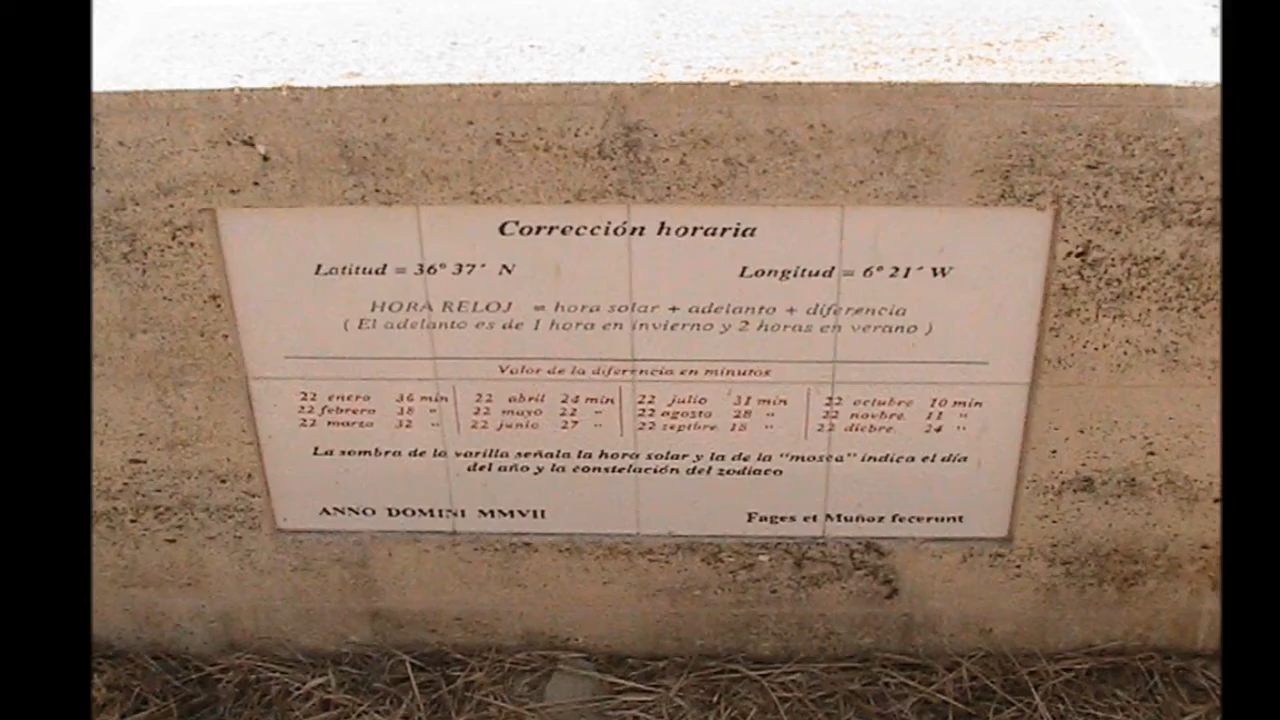 Corrección horaria
Latitud = 36° 37´ N Longitud = 6° 21´ W
HORA RELOJ = hora solar + adelanto + diferencia
( El adelanto es de 1 hora en invierno y 2 horas en verano )
Valor de la diferencia en minutos
22 enero 36 min 22 abril 24 min 22 julio 31 min 22 octubre 10 min
22 febrero 38 " 22 mayo 22 " 22 agosto 28 " 22 novbre. 11 "
22 marzo 32 " 22 junio 27 " 22 septbre. 18 " 22 dicbre. 24 "
La sombra de la varilla señala la hora solar y la de la "mosca" indica el día
del año y la constelación del zodiaco
ANNO DOMINI MMVII Fages et Muñoz fecerunt